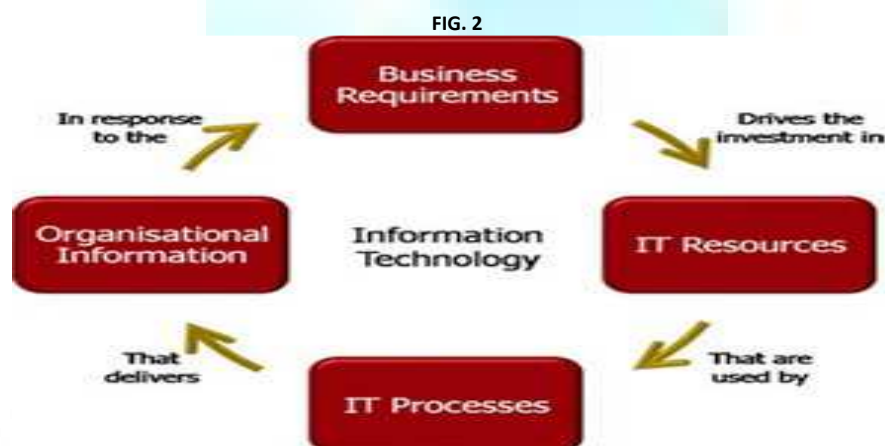 FIG. 2
Business
Requirements
In response
to the
Drives the
investment in
Organisational
Information
Information
Technology
IT Resources
That
delivers
That are
used by
IT Processes